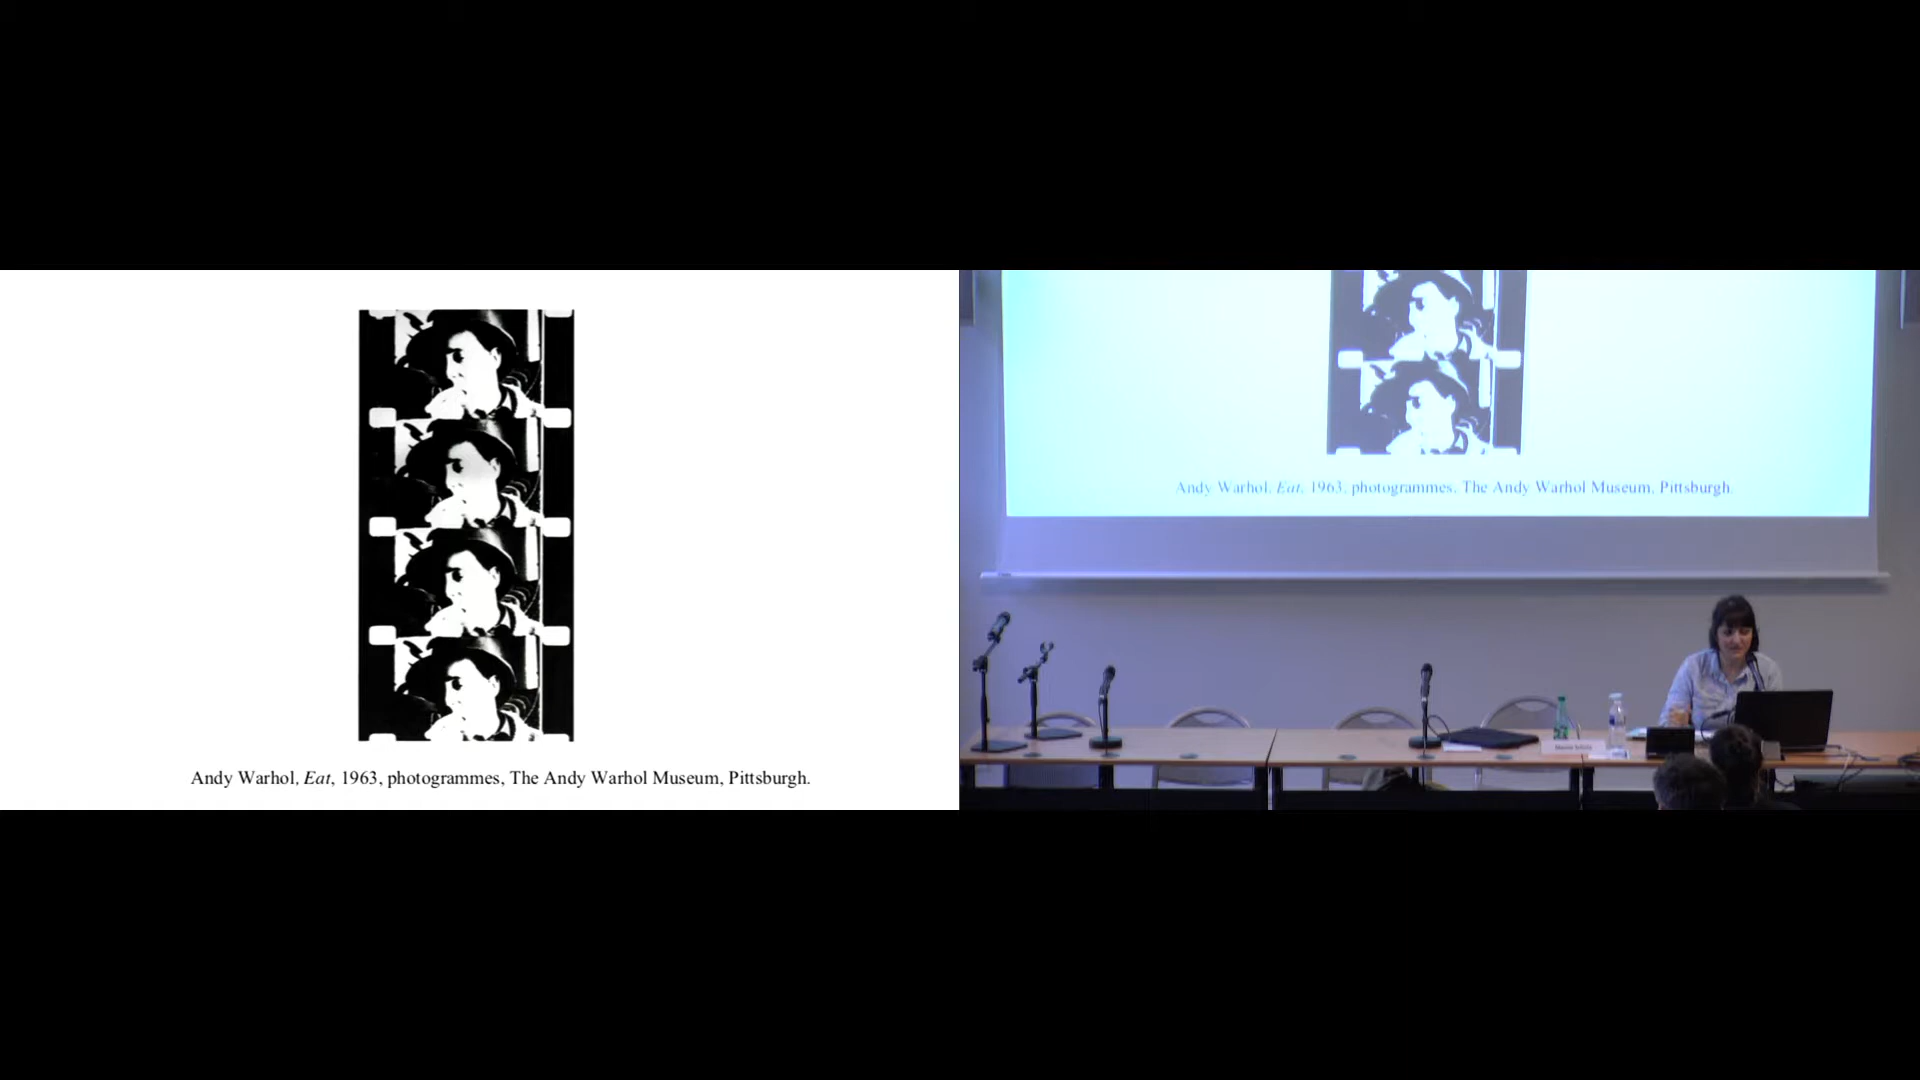 Andy Warhol, Eat, 1963, photogrammes, The Andy Warhol Museum, Pittsburgh.
Andy Warhol, Eat, 1963, photogrammes, The Andy Warhol Museum, Pittsburgh.